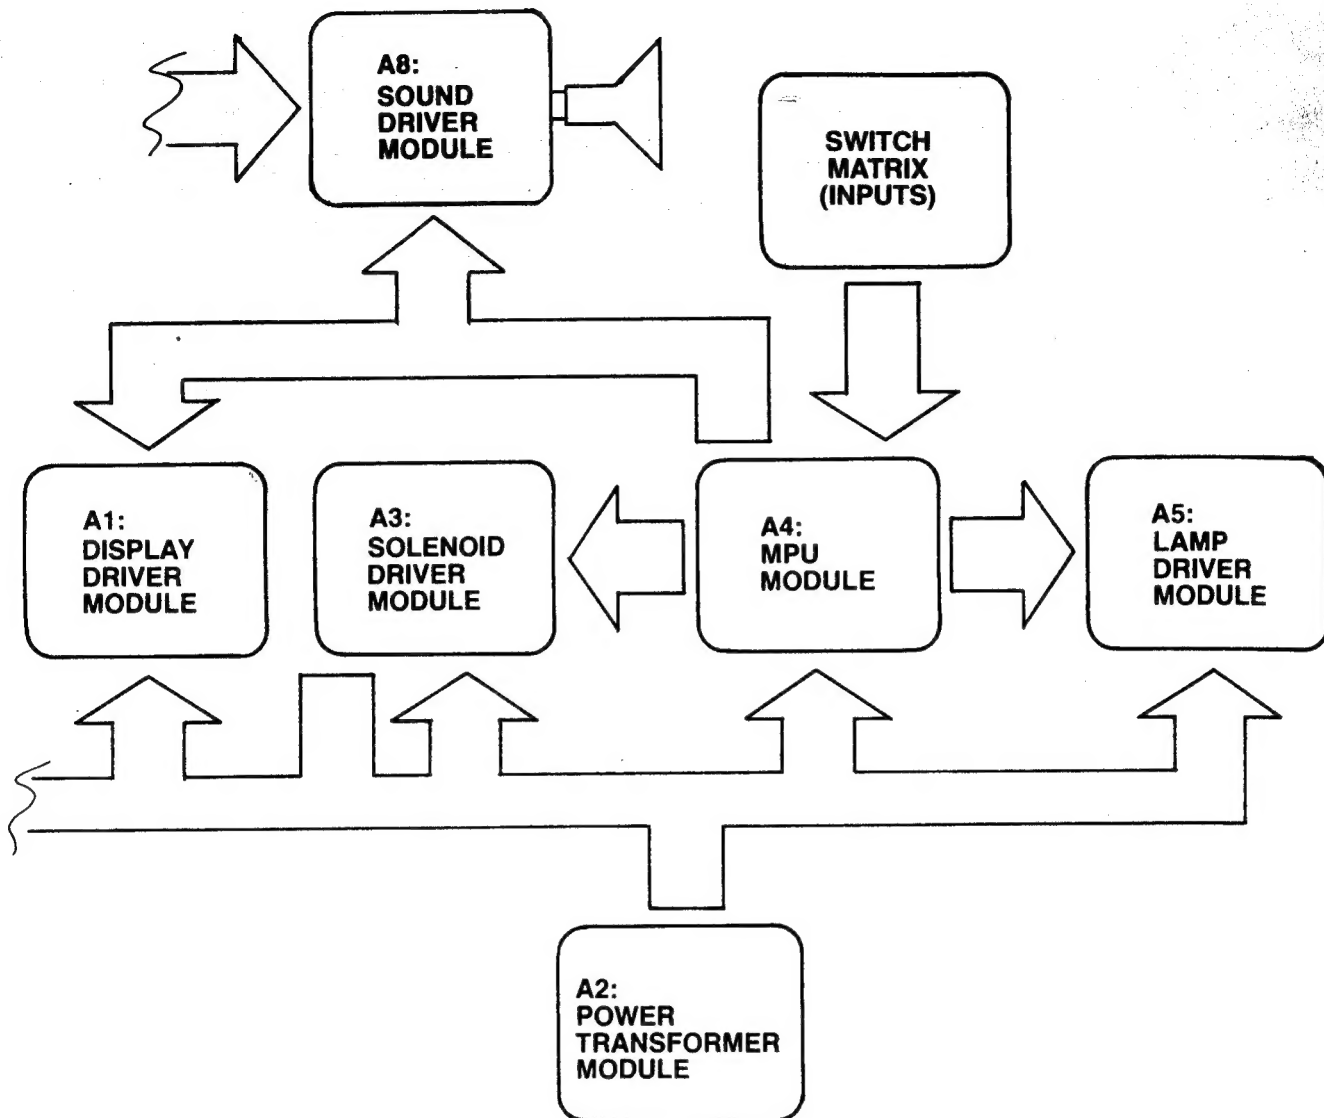 A8:
SOUND
DRIVER
MODULE
SWITCH
MATRIX
(INPUTS)
A1:
DISPLAY
DRIVER
MODULE
A3:
SOLENOID
DRIVER
MODULE
A4:
MPU
MODULE
A5:
LAMP
DRIVER
MODULE
A2:
POWER
TRANSFORMER
MODULE